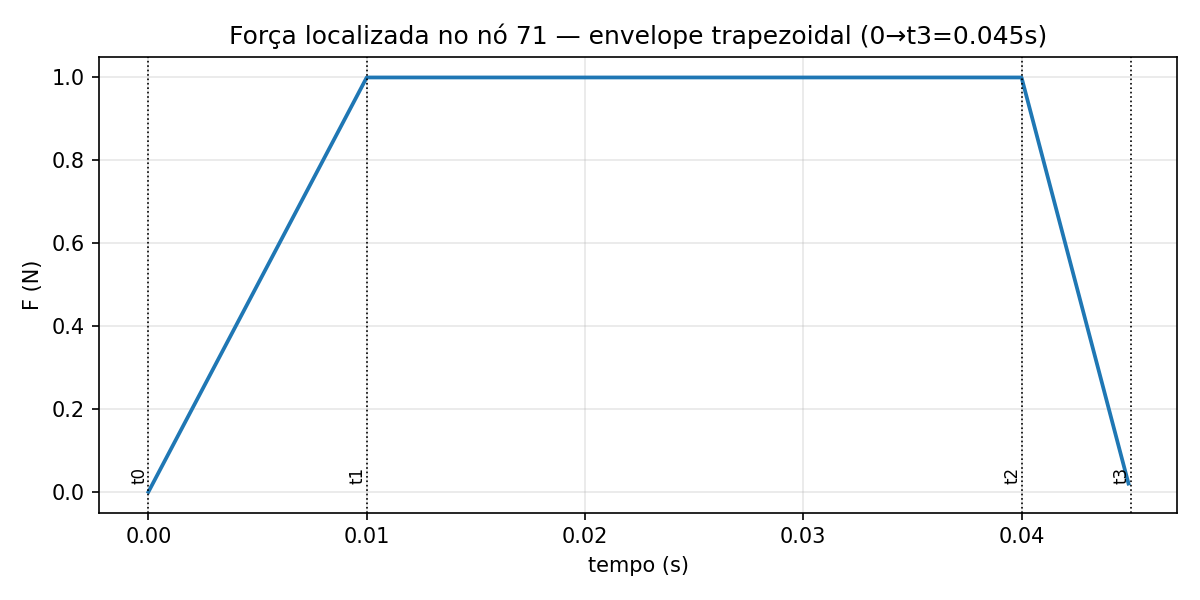 Força localizada no nó 71 — envelope trapezoidal (0→t3=0.045s)
F (N)
1.0
0.8
0.6
0.4
0.2
0.0
t0
t1
t2
t3
0.00
0.01
0.02
0.03
0.04
tempo (s)